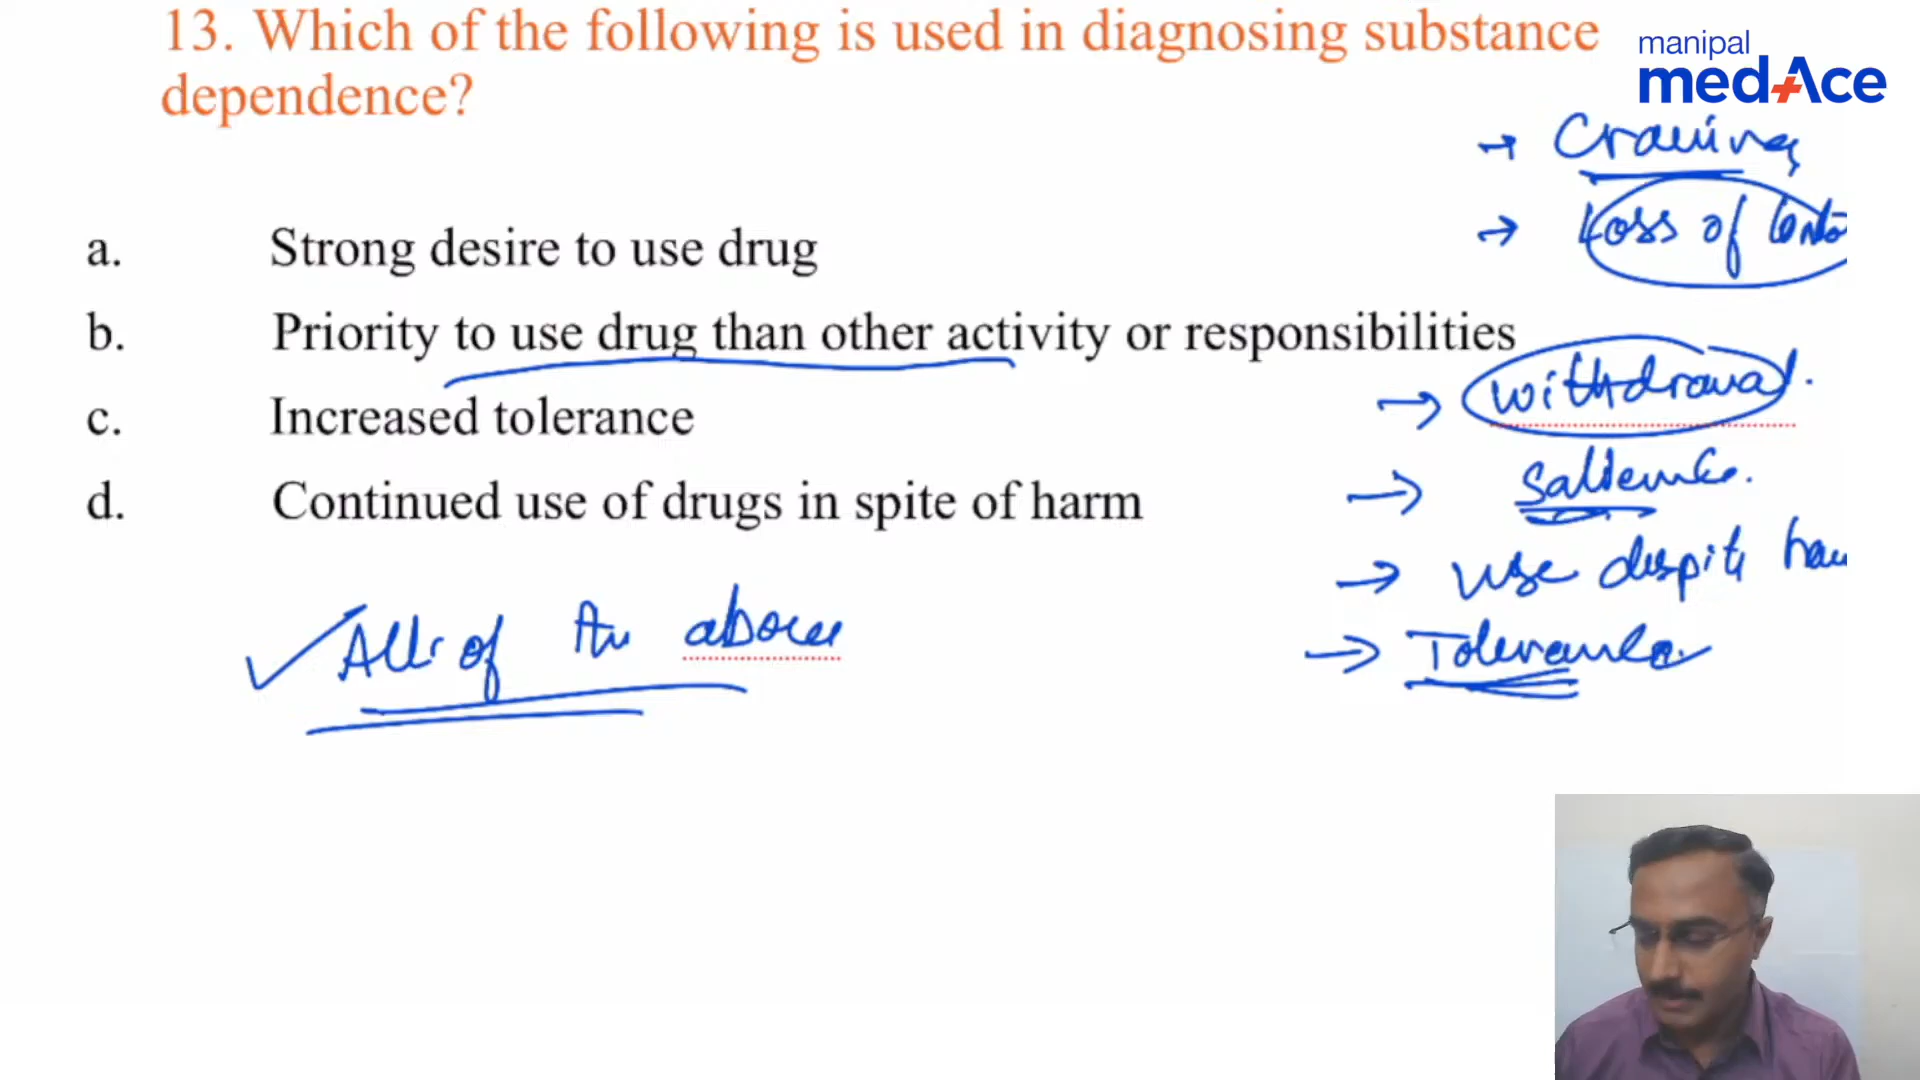 13. Which of the following is used in diagnosing substance
dependence?
manipal
medAce
→ Craving
→ Loss of
a. Strong desire to use drug
b. Priority to use drug than other activity or responsibilities
→ withdrawal.
c. Increased tolerance
→ Salience.
d. Continued use of drugs in spite of harm
→ use despite
✓ All of the above
→ Tolerance